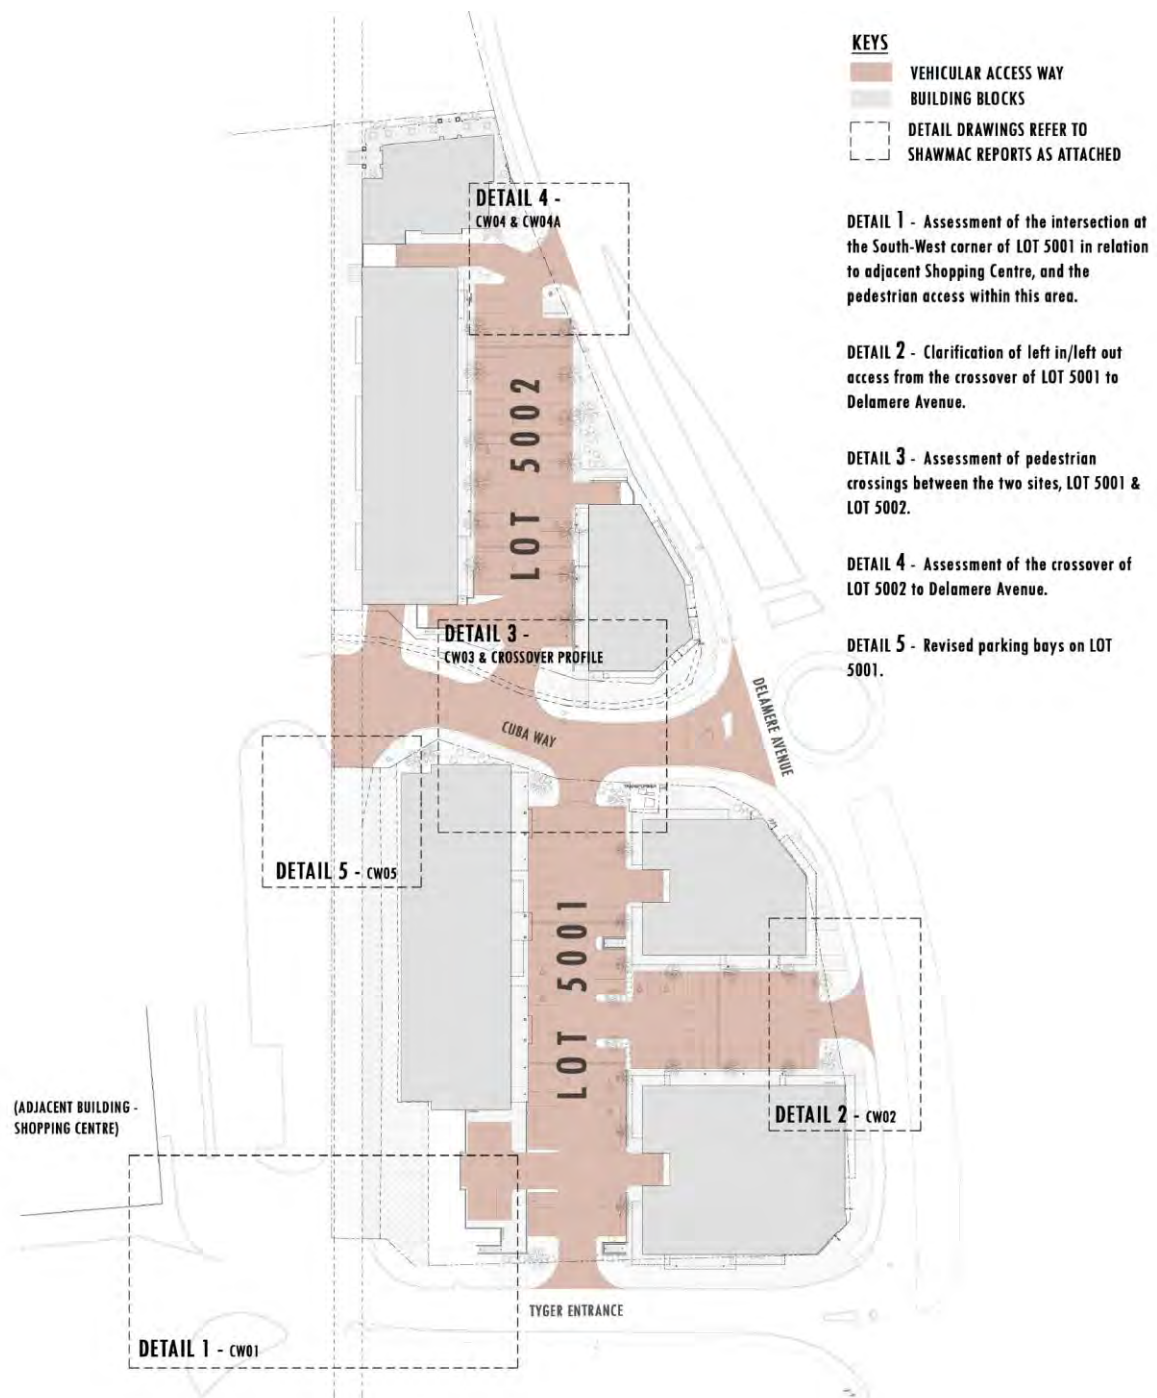 KEYS
VEHICULAR ACCESS WAY
BUILDING BLOCKS
DETAIL DRAWINGS REFER TO
SHAWMAC REPORTS AS ATTACHED
DETAIL 1 - Assessment of the intersection at
the South-West corner of LOT 5001 in relation
to adjacent Shopping Centre, and the
pedestrian access within this area.
DETAIL 2 - Clarification of left in/left out
access from the crossover of LOT 5001 to
Delamere Avenue.
DETAIL 3 - Assessment of pedestrian
crossings between the two sites, LOT 5001 &
LOT 5002.
DETAIL 4 - Assessment of the crossover of
LOT 5002 to Delamere Avenue.
DETAIL 5 - Revised parking bays on LOT
5001.
DETAIL 4 -
CW04 & CW04A
LOT 5002
DETAIL 3 -
CW03 & CROSSOVER PROFILE
CUBA WAY
DELAMERE AVENUE
DETAIL 5 - CW05
LOT 5001
DETAIL 2 - CW02
(ADJACENT BUILDING -
SHOPPING CENTRE)
TYGER ENTRANCE
DETAIL 1 - CW01